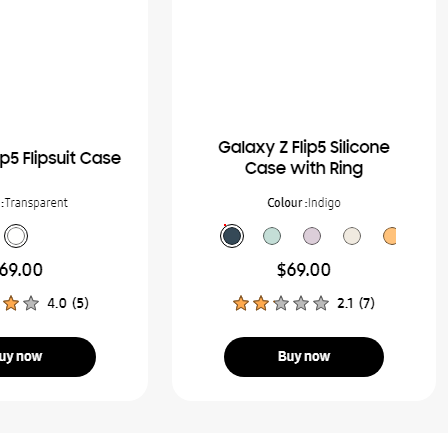 p5 Flipsuit Case
:Transparent
69.00
4.0 (5)
uy now
Galaxy Z Flip5 Silicone
Case with Ring
Colour :Indigo
$69.00
2.1 (7)
Buy now